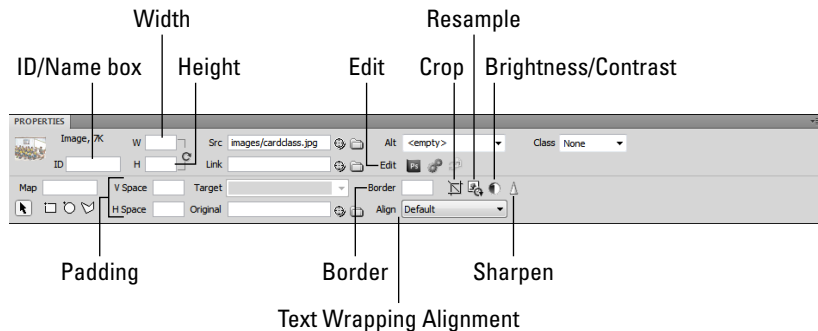 Width
Resample
ID/Name box
Height
Edit
Crop
Brightness/Contrast
PROPERTIES
Image, 7K
W
Src images/cardclass.jpg
Alt <empty>
Class None
ID
H
Link
Edit Ps
Map
V Space
Target
Border
H Space
Original
Align Default
Padding
Border
Sharpen
Text Wrapping Alignment